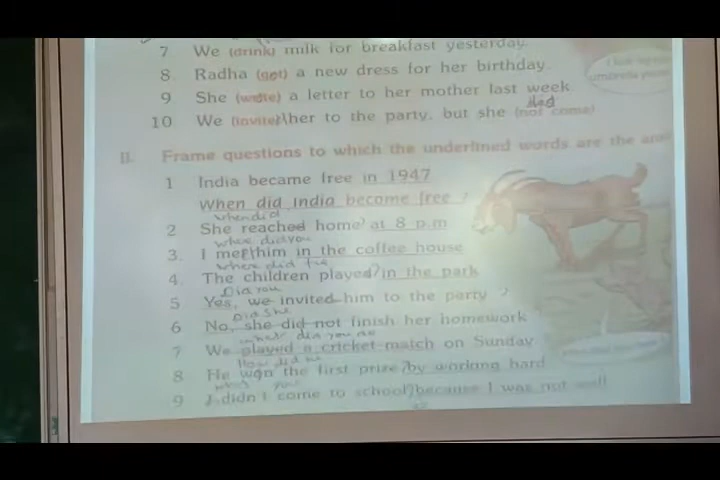 7 We (drink) milk for breakfast yesterday.
8 Radha (get) a new dress for her birthday.
9 She (write) a letter to her mother last week.
did
10 We (invite) her to the party, but she (not come)
II. Frame questions to which the underlined words are the
1 India became free in 1947
When did India become free ?
when did
2 She reached home? at 8 p.m
where did you
3. I met him in the coffee house
where did the
4. The children played? in the park
Did you
5 Yes, we invited him to the party ?
Did she
6 No, she did not finish her homework
what did you do
7 We played a cricket match on Sunday
How did he
8 He won the first prize? by working hard
you
9 I didn't come to school? because I was not well